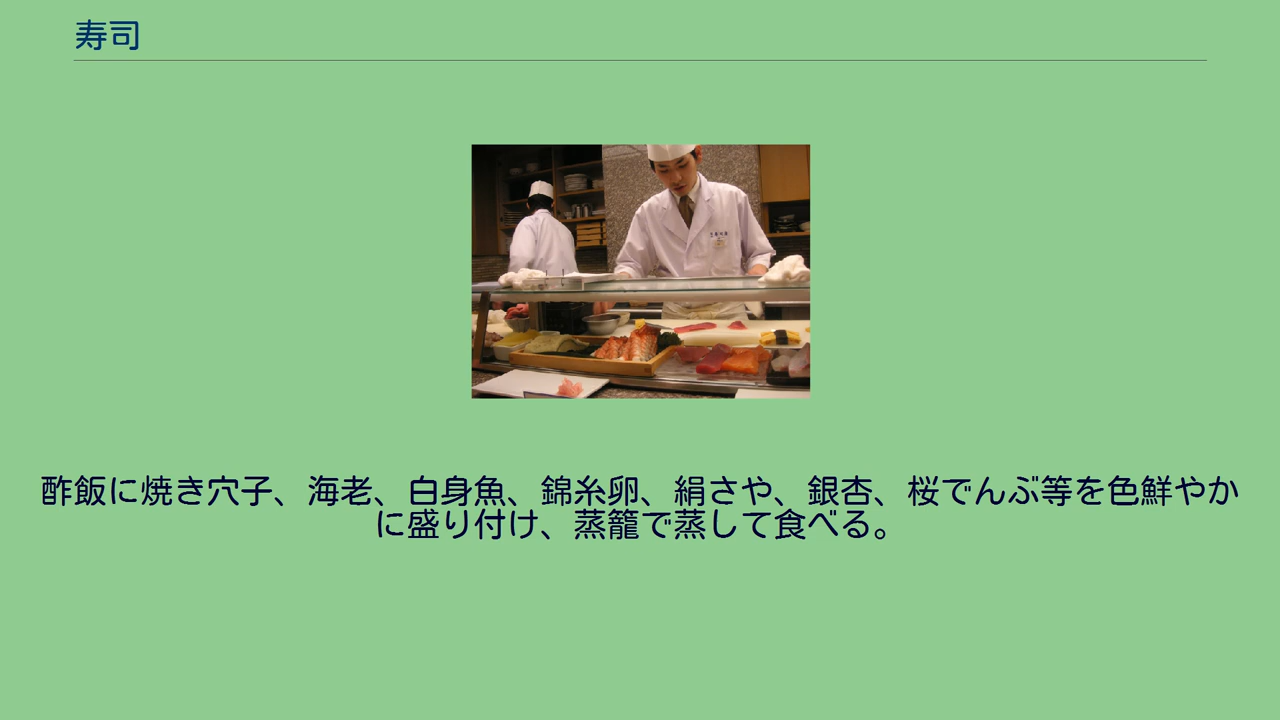 寿司
酢飯に焼き穴子、海老、白身魚、錦糸卵、絹さや、銀杏、桜でんぶ等を色鮮やか
に盛り付け、蒸籠で蒸して食べる。